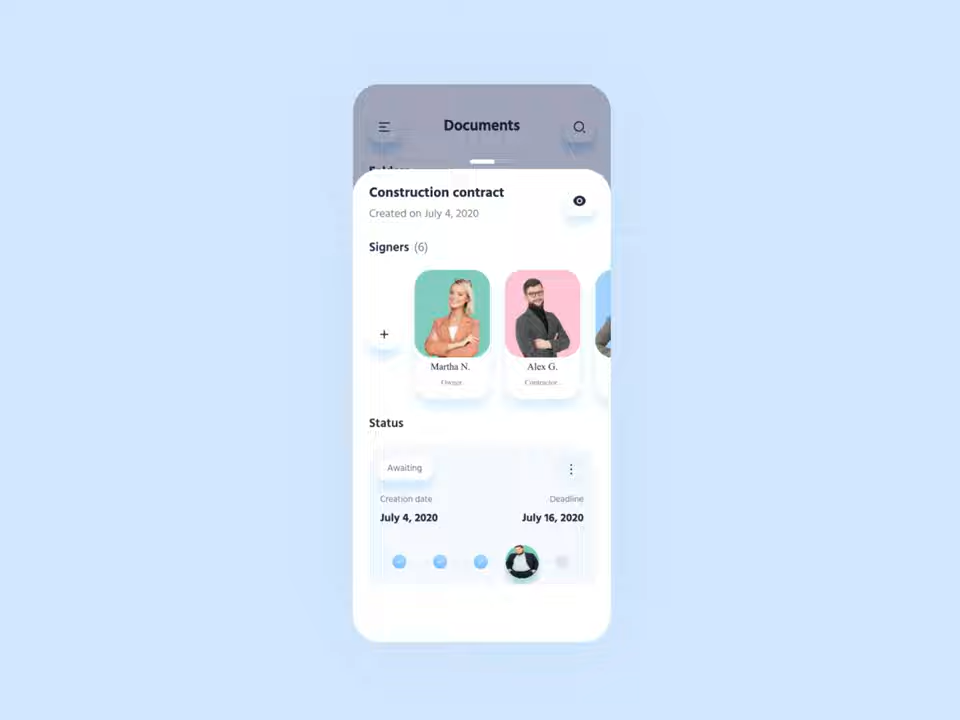 Documents
Construction contract
Created on July 4, 2020
Signers (6)
+
Martha N.
Alex G.
Owner
Contractor
Status
Awaiting
Creation date
Deadline
July 4, 2020
July 16, 2020